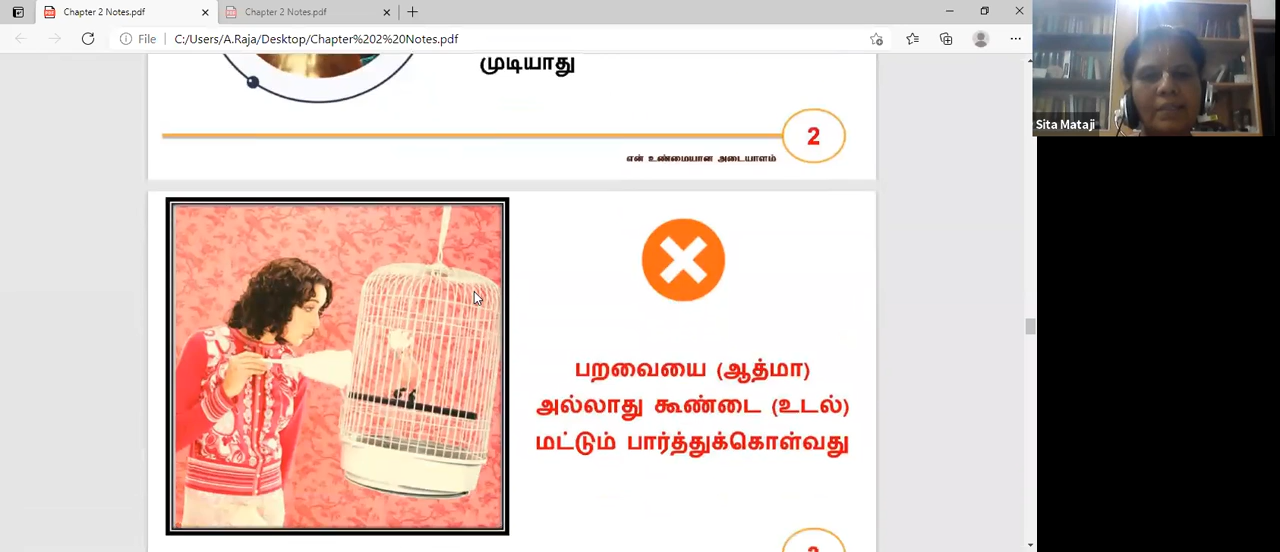 Chapter 2 Notes.pdf
Chapter 2 Notes.pdf
File
C:/Users/A.Raja/Desktop/Chapter%202%20Notes.pdf
Sita Mataji
முடியாது
2
என் உண்மையான அடையாளம்
பறவையை (ஆத்மா)
அல்லாது கூண்டை (உடல்)
மட்டும் பார்த்துக்கொள்வது